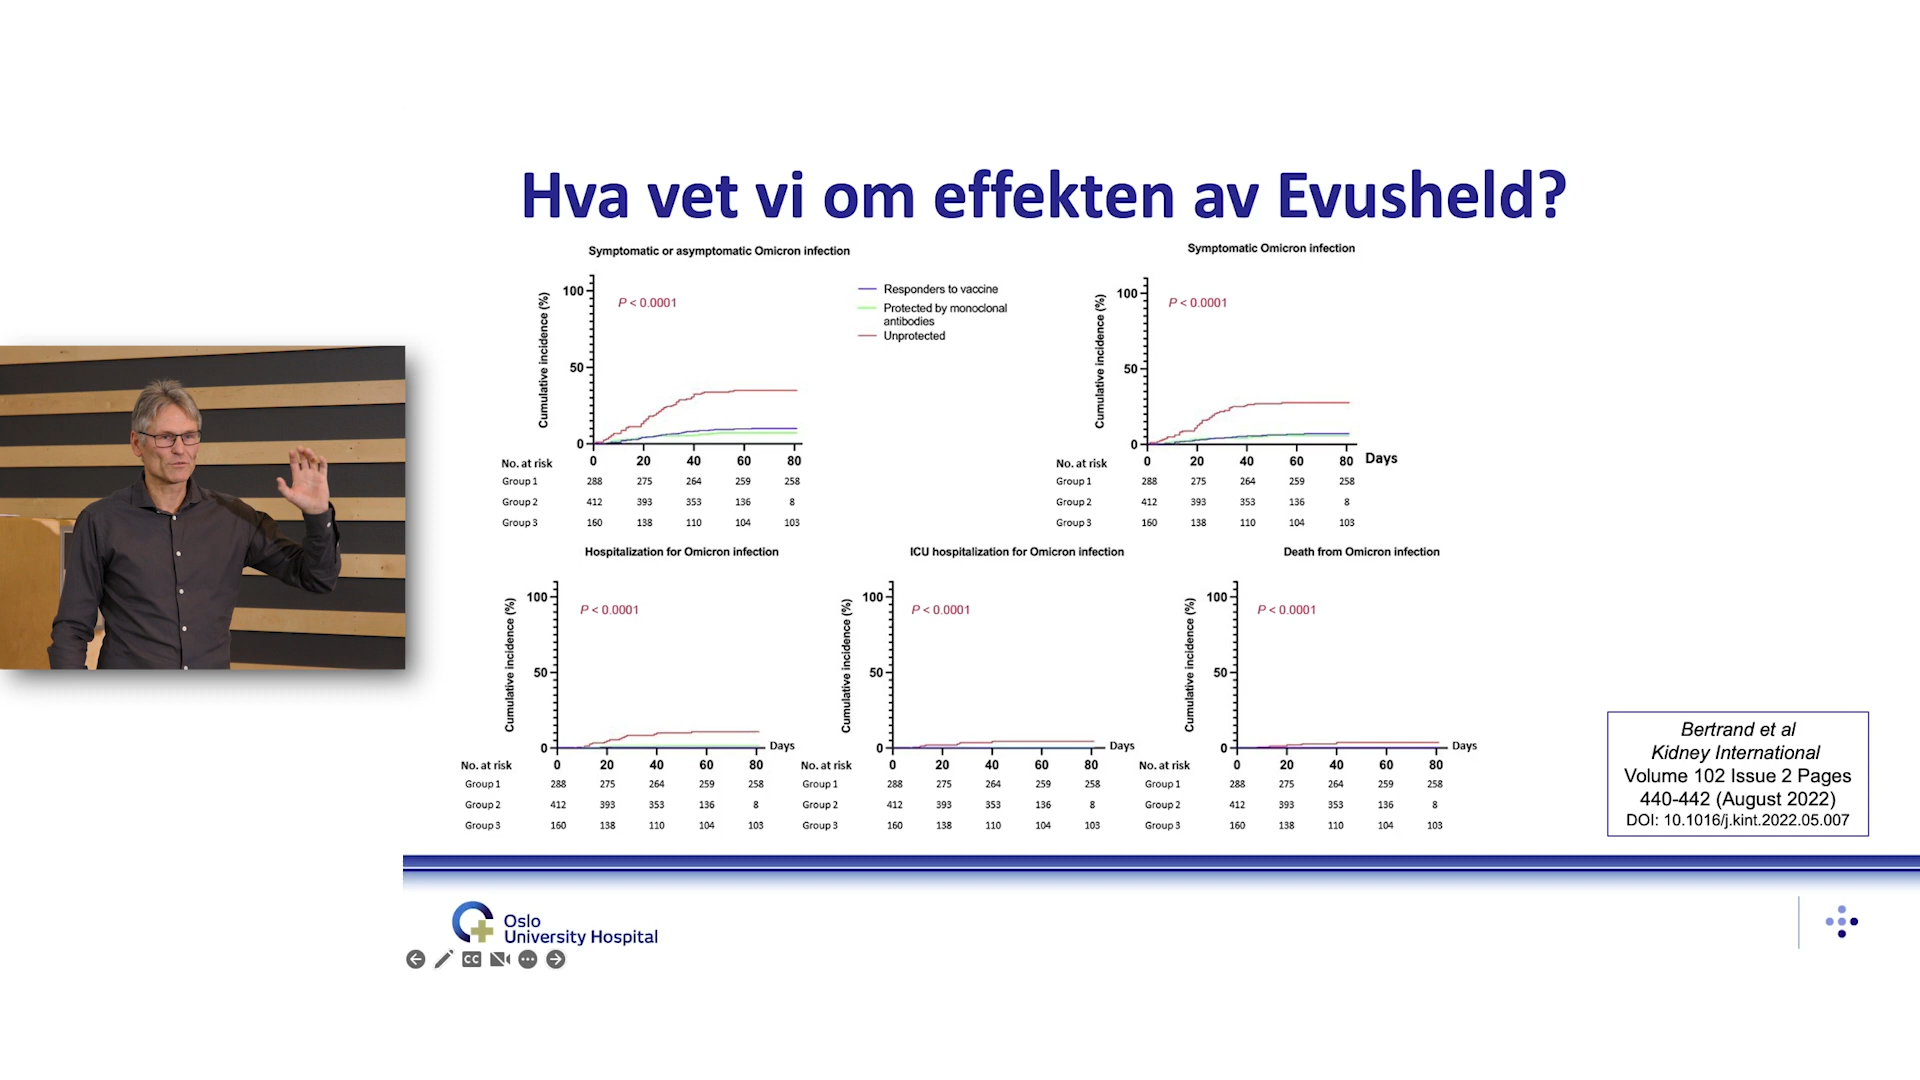 Hva vet vi om effekten av Evusheld?
Symptomatic or asymptomatic Omicron infection
Cumulative incidence (%)
100
50
0
P < 0.0001
Responders to vaccine
Protected by monoclonal
antibodies
Unprotected
0 20 40 60 80
No. at risk
Group 1 288 275 264 259 258
Group 2 412 393 353 136 8
Group 3 160 138 110 104 103
Symptomatic Omicron infection
Cumulative incidence (%)
100
50
0
P < 0.0001
0 20 40 60 80 Days
No. at risk
Group 1 288 275 264 259 258
Group 2 412 393 353 136 8
Group 3 160 138 110 104 103
Hospitalization for Omicron infection
Cumulative incidence (%)
100
50
0
P < 0.0001
Days
0 20 40 60 80
No. at risk
Group 1 288 275 264 259 258
Group 2 412 393 353 136 8
Group 3 160 138 110 104 103
ICU hospitalization for Omicron infection
Cumulative incidence (%)
100
50
0
P < 0.0001
Days
0 20 40 60 80
No. at risk
Group 1 288 275 264 259 258
Group 2 412 393 353 136 8
Group 3 160 138 110 104 103
Death from Omicron infection
Cumulative incidence (%)
100
50
0
P < 0.0001
Days
0 20 40 60 80
No. at risk
Group 1 288 275 264 259 258
Group 2 412 393 353 136 8
Group 3 160 138 110 104 103
Bertrand et al
Kidney International
Volume 102 Issue 2 Pages
440-442 (August 2022)
DOI: 10.1016/j.kint.2022.05.007
Oslo
University Hospital
CC